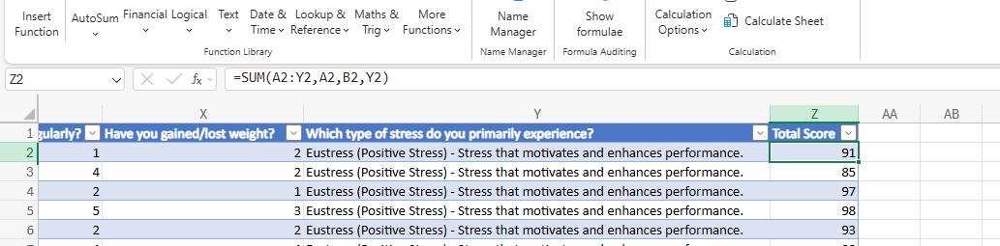 Insert Function
AutoSum
Financial
Logical
Text
Date & Time
Lookup & Reference
Maths & Trig
More Functions
Function Library
Name Manager
Name Manager
Show formulae
Formula Auditing
Calculation Options
Calculate Sheet
Calculation
Z2
fx
=SUM(A2:Y2,A2,B2,Y2)
X Y Z AA AB
1 gularly? Have you gained/lost weight? Which type of stress do you primarily experience? Total Score
2 1 2 Eustress (Positive Stress) - Stress that motivates and enhances performance. 91
3 4 2 Eustress (Positive Stress) - Stress that motivates and enhances performance. 85
4 2 1 Eustress (Positive Stress) - Stress that motivates and enhances performance. 97
5 5 3 Eustress (Positive Stress) - Stress that motivates and enhances performance. 98
6 2 2 Eustress (Positive Stress) - Stress that motivates and enhances performance. 93